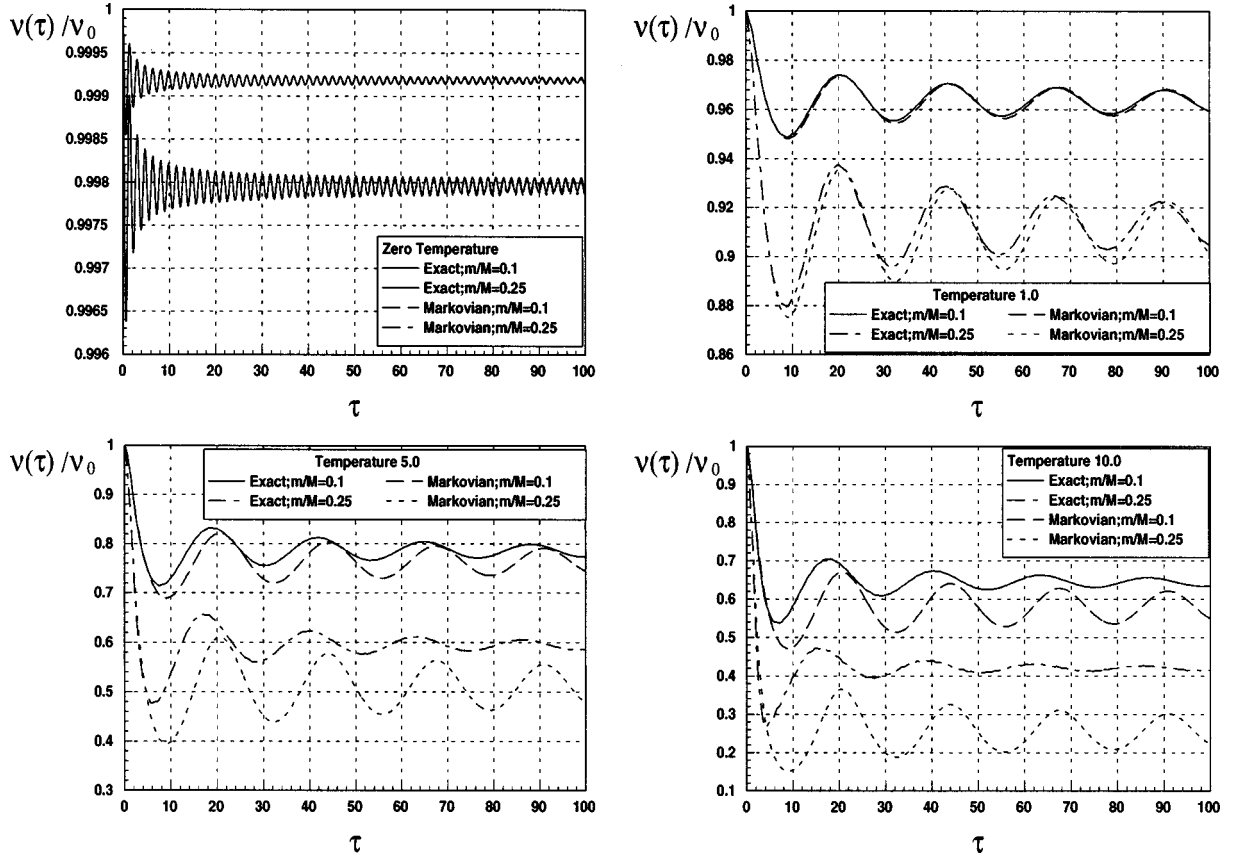 ν(τ) /ν0
0.9995
0.999
0.9985
0.998
0.9975
0.997
0.9965
0.996
0 10 20 30 40 50 60 70 80 90 100
τ
Zero Temperature
Exact;m/M=0.1
Exact;m/M=0.25
Markovian;m/M=0.1
Markovian;m/M=0.25
ν(τ) /ν0
1
0.98
0.96
0.94
0.92
0.9
0.88
0.86
0 10 20 30 40 50 60 70 80 90 100
τ
Temperature 1.0
Exact;m/M=0.1 Markovian;m/M=0.1
Exact;m/M=0.25 Markovian;m/M=0.25
ν(τ) /ν0
1
0.9
0.8
0.7
0.6
0.5
0.4
0.3
0 10 20 30 40 50 60 70 80 90 100
τ
Temperature 5.0
Exact;m/M=0.1 Markovian;m/M=0.1
Exact;m/M=0.25 Markovian;m/M=0.25
ν(τ) /ν0
1
0.9
0.8
0.7
0.6
0.5
0.4
0.3
0.2
0.1
0 10 20 30 40 50 60 70 80 90 100
τ
Temperature 10.0
Exact;m/M=0.1
Exact;m/M=0.25
Markovian;m/M=0.1
Markovian;m/M=0.25